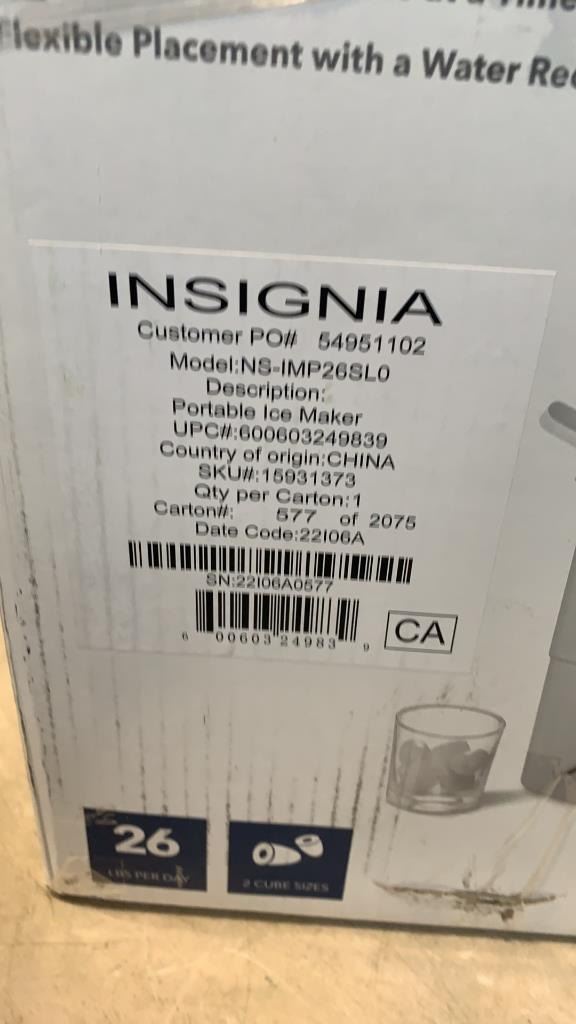 Flexible Placement with a Water
INSIGNIA
Customer PO# 54951102
Model:NS-IMP26SL0
Description:
Portable Ice Maker
UPC#:600603249839
Country of origin:CHINA
SKU#:15931373
Qty per Carton:1
Carton#: 577 of 2075
Date Code:22I06A
SN:22I06A0577
6 00603 24983 9
CA
26
LBS PER DAY
2 CUBE SIZES